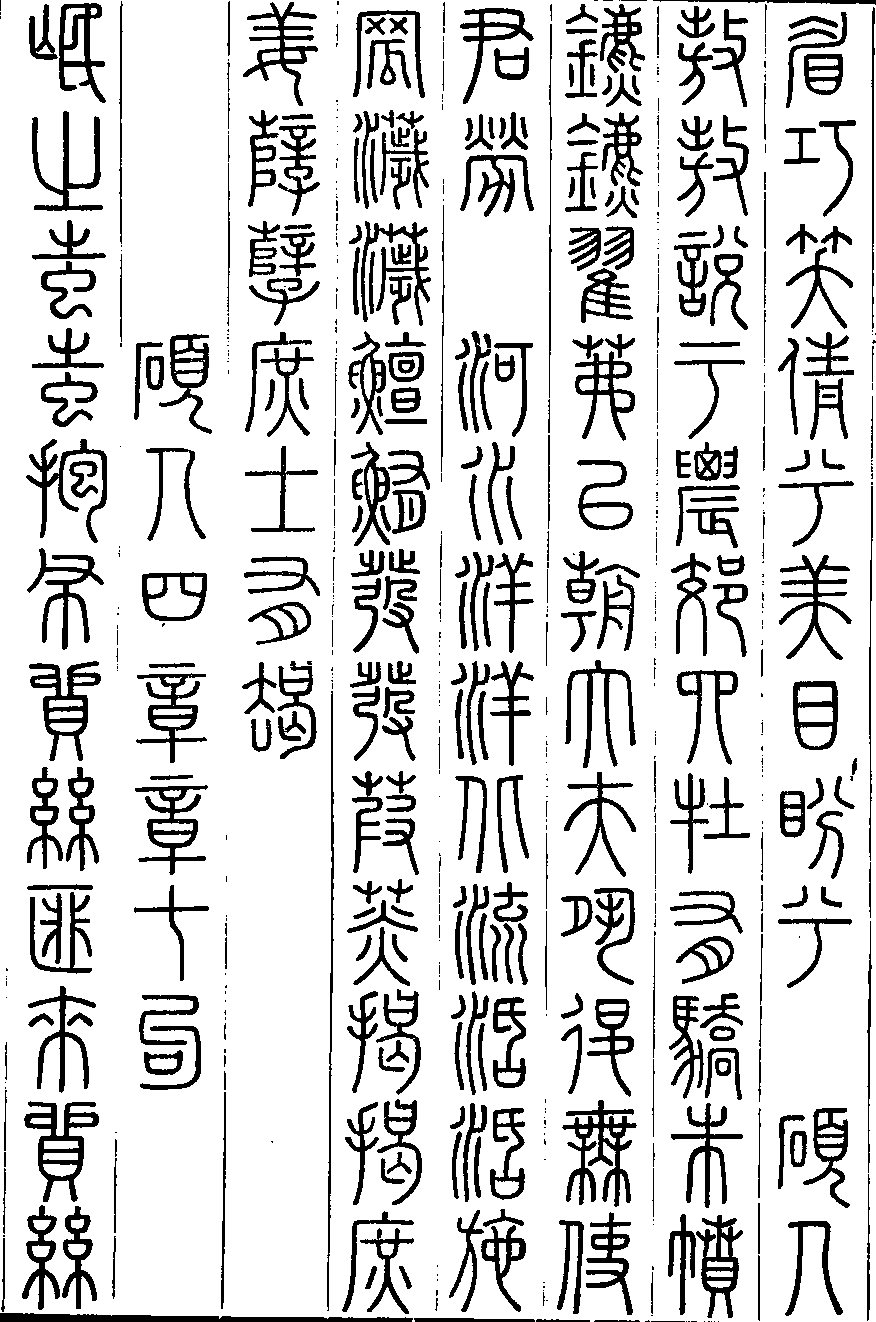 眉巧笑倩兮美目盼兮　碩人
敖敖說于農郊四牡有驕朱幩
鑣鑣翟茀以朝大夫夙退無使
君勞　河水洋洋北流活活施
罛濊濊鱣鮪發發葭菼揭揭庶
姜孽孽庶士有朅
碩人四章章七句
氓之蚩蚩抱布貿絲匪來貿絲